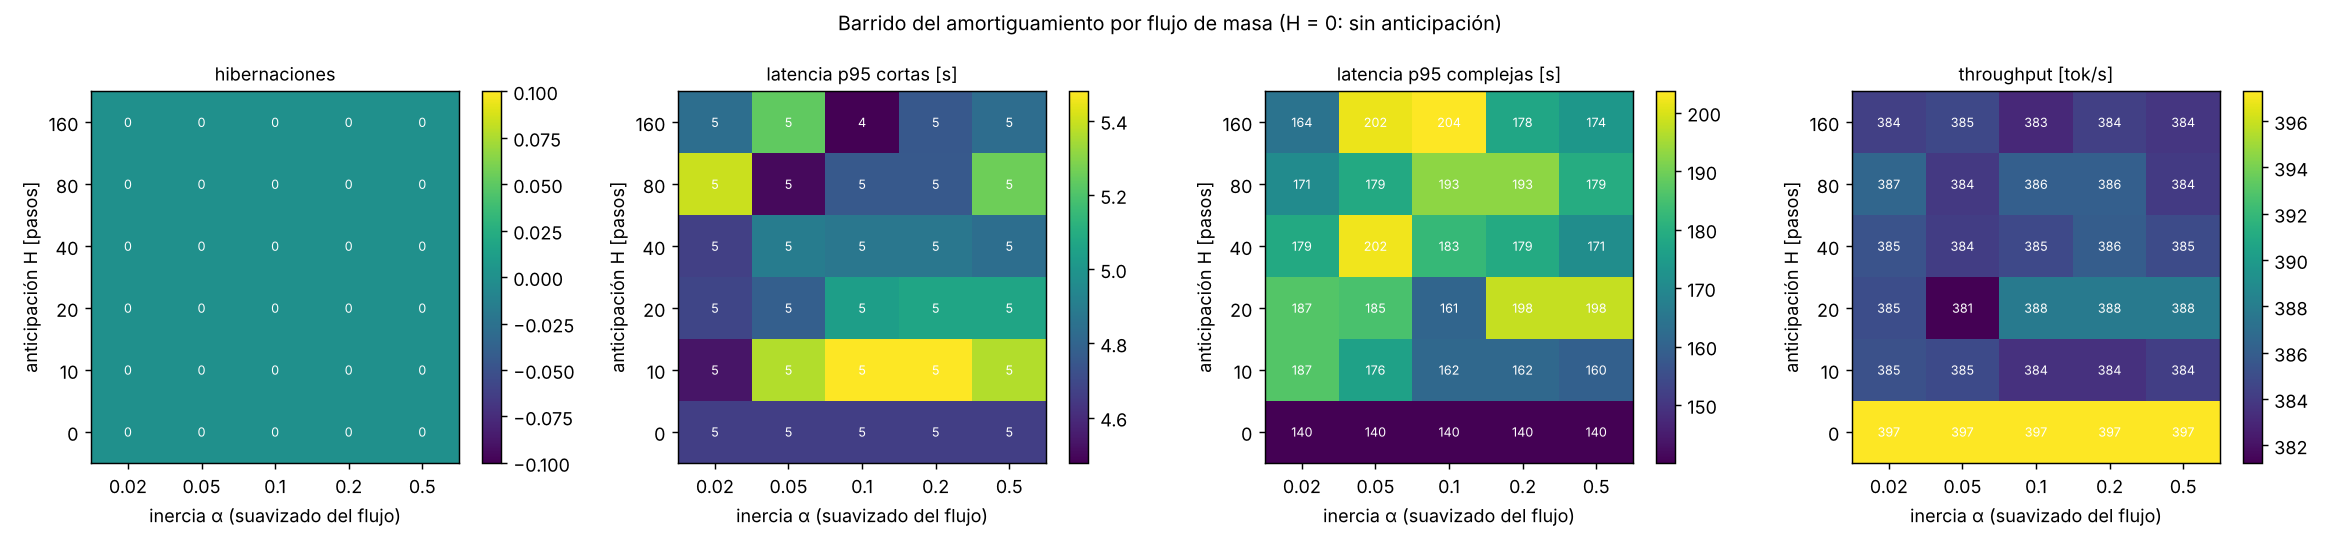 Barrido del amortiguamiento por flujo de masa (H = 0: sin anticipación)
hibernaciones
anticipación H [pasos]
160 0 0 0 0 0
80 0 0 0 0 0
40 0 0 0 0 0
20 0 0 0 0 0
10 0 0 0 0 0
0 0 0 0 0 0
0.02 0.05 0.1 0.2 0.5
inercia α (suavizado del flujo)
0.100
0.075
0.050
0.025
0.000
−0.025
−0.050
−0.075
−0.100
latencia p95 cortas [s]
anticipación H [pasos]
160 5 5 4 5 5
80 5 5 5 5 5
40 5 5 5 5 5
20 5 5 5 5 5
10 5 5 5 5 5
0 5 5 5 5 5
0.02 0.05 0.1 0.2 0.5
inercia α (suavizado del flujo)
5.4
5.2
5.0
4.8
4.6
latencia p95 complejas [s]
anticipación H [pasos]
160 164 202 204 178 174
80 171 179 193 193 179
40 179 202 183 179 171
20 187 185 161 198 198
10 187 176 162 162 160
0 140 140 140 140 140
0.02 0.05 0.1 0.2 0.5
inercia α (suavizado del flujo)
200
190
180
170
160
150
throughput [tok/s]
anticipación H [pasos]
160 384 385 383 384 384
80 387 384 386 386 384
40 385 384 385 386 385
20 385 381 388 388 388
10 385 385 384 384 384
0 397 397 397 397 397
0.02 0.05 0.1 0.2 0.5
inercia α (suavizado del flujo)
396
394
392
390
388
386
384
382